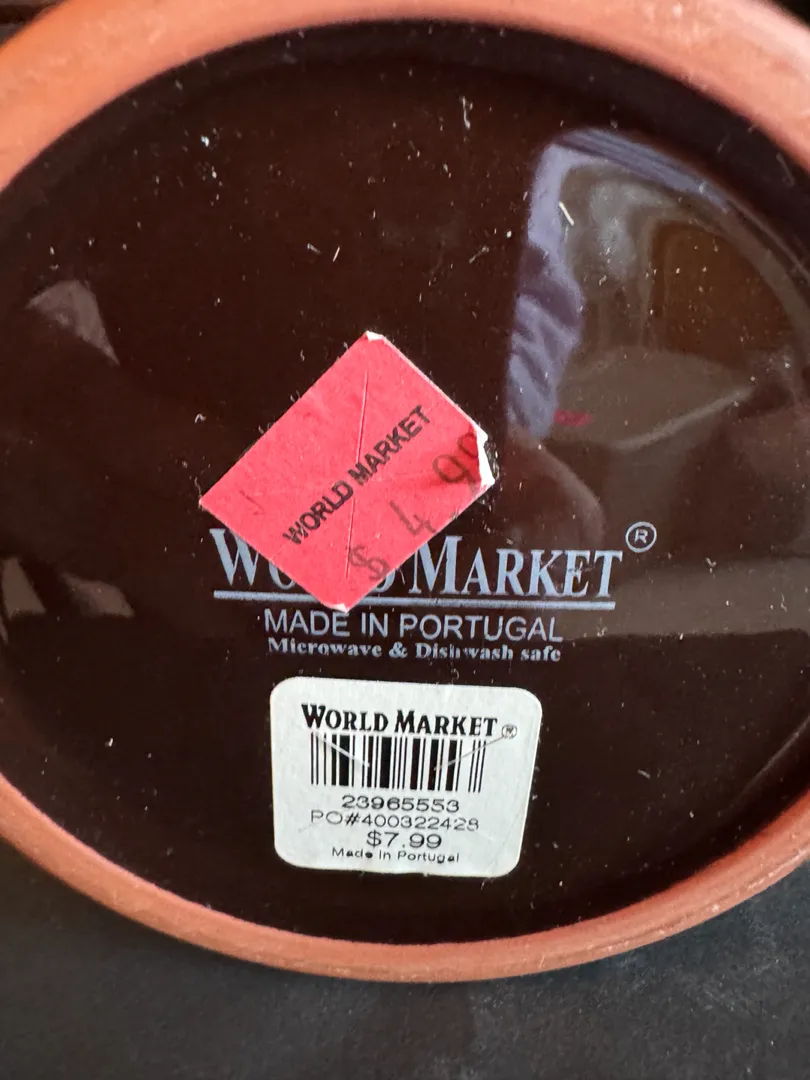 WORLD MARKET
$ 4.99
WORLD MARKET®
MADE IN PORTUGAL
Microwave & Dishwash safe
WORLD MARKET®
23965553
PO#400322428
$7.99
Made In Portugal